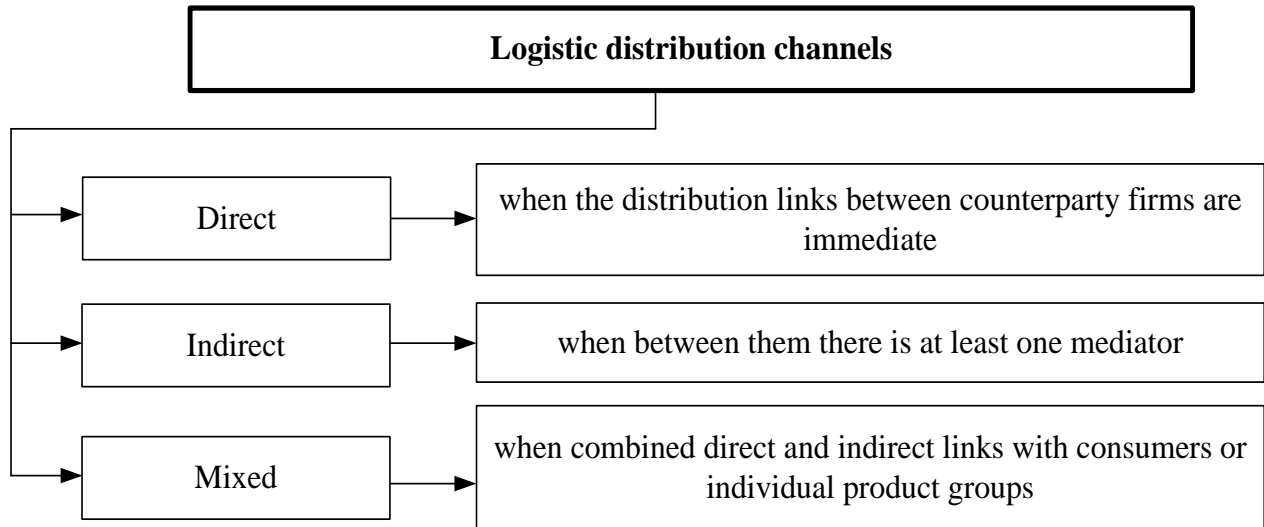 Logistic distribution channels
Direct
when the distribution links between counterparty firms are
immediate
Indirect
when between them there is at least one mediator
Mixed
when combined direct and indirect links with consumers or
individual product groups